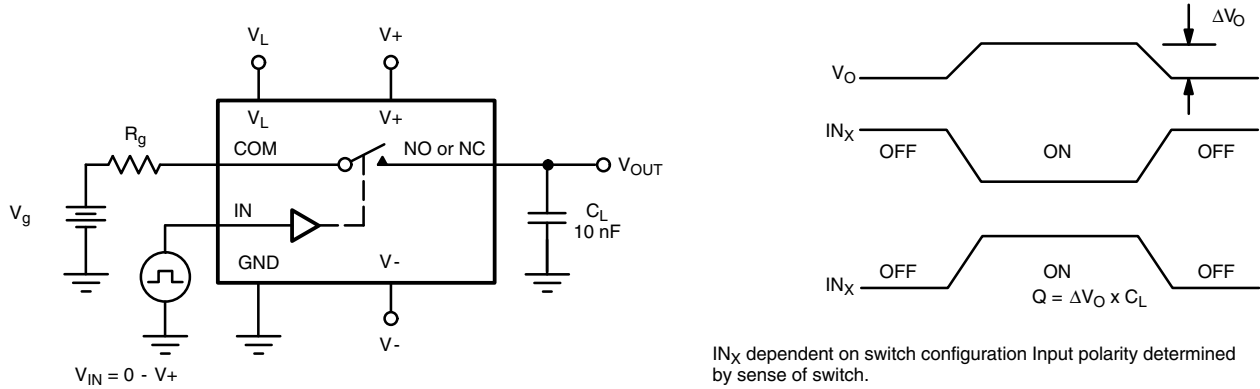 V_L
V+
V_L
V+
R_g
COM
NO or NC
V_OUT
V_g
IN
C_L
10 nF
GND
V-
V-
V_IN = 0 - V+
ΔV_O
V_O
IN_X
OFF
ON
OFF
OFF
ON
OFF
IN_X
Q = ΔV_O x C_L
IN_X dependent on switch configuration Input polarity determined
by sense of switch.